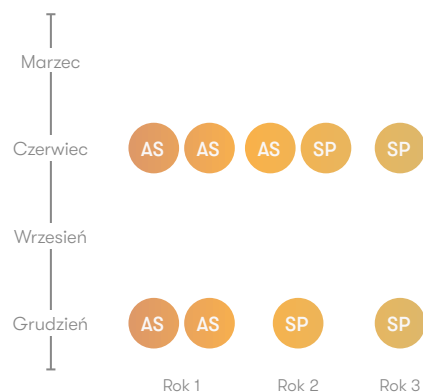 Marzec
Czerwiec AS AS AS SP SP
Wrzesień
Grudzień AS AS SP SP
Rok 1 Rok 2 Rok 3